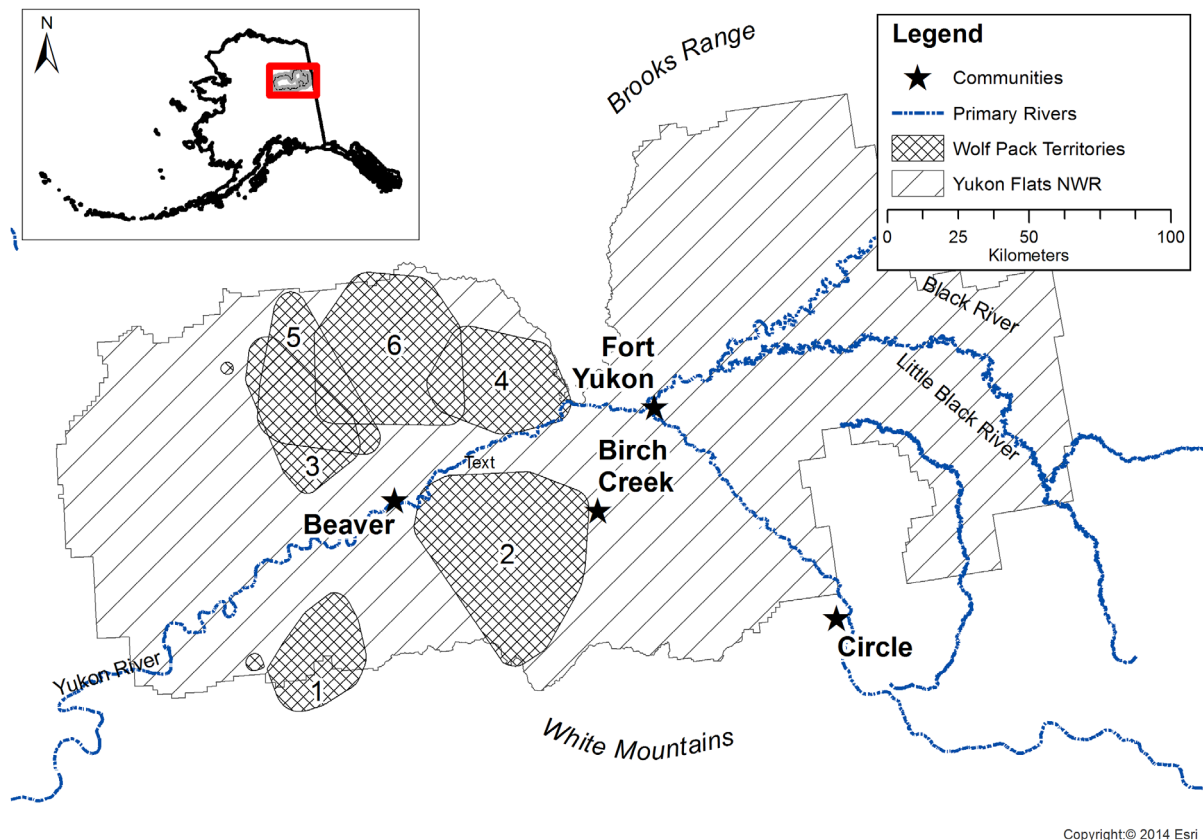 N
Brooks Range
Legend
Communities
Primary Rivers
Wolf Pack Territories
Yukon Flats NWR
0 25 50 100
Kilometers
Black River
Little Black River
5
6
4
3
Fort
Yukon
Text
Birch
Creek
Beaver
2
1
Circle
Yukon River
White Mountains
Copyright:© 2014 Esri